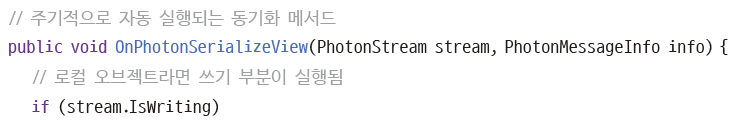 // 주기적으로 자동 실행되는 동기화 메서드
public void OnPhotonSerializeView(PhotonStream stream, PhotonMessageInfo info) {
// 로컬 오브젝트라면 쓰기 부분이 실행됨
if (stream.IsWriting)